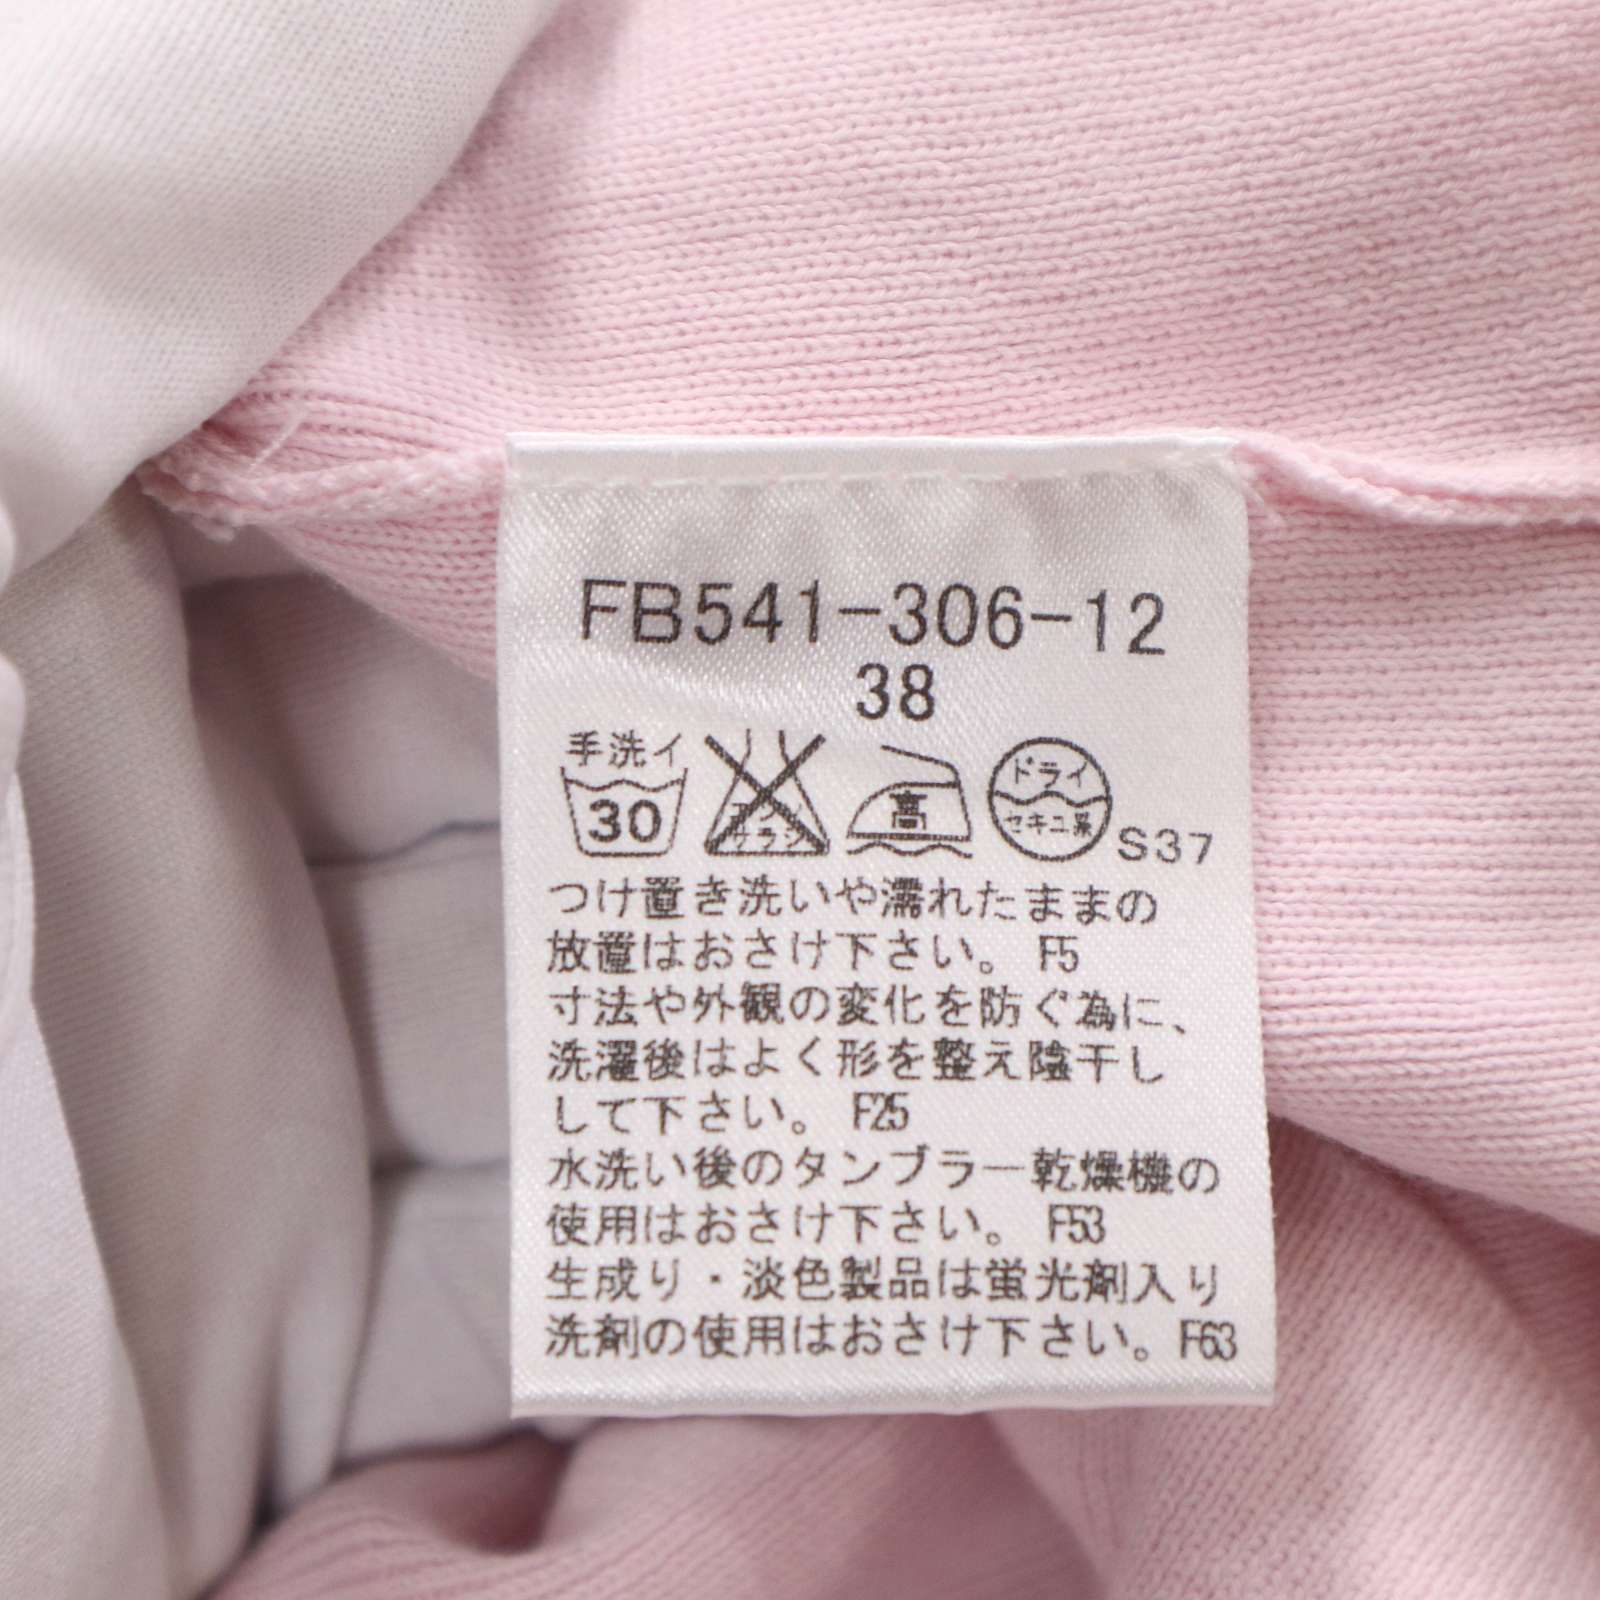 FB541-306-12
38
手洗イ
30
エンソ
サラシ
高
ドライ
セキユ系
S37
つけ置き洗いや濡れたままの
放置はおさけ下さい。 F5
寸法や外観の変化を防ぐ為に、
洗濯後はよく形を整え陰干し
して下さい。 F25
水洗い後のタンブラー乾燥機の
使用はおさけ下さい。 F53
生成り・淡色製品は蛍光剤入り
洗剤の使用はおさけ下さい。F63